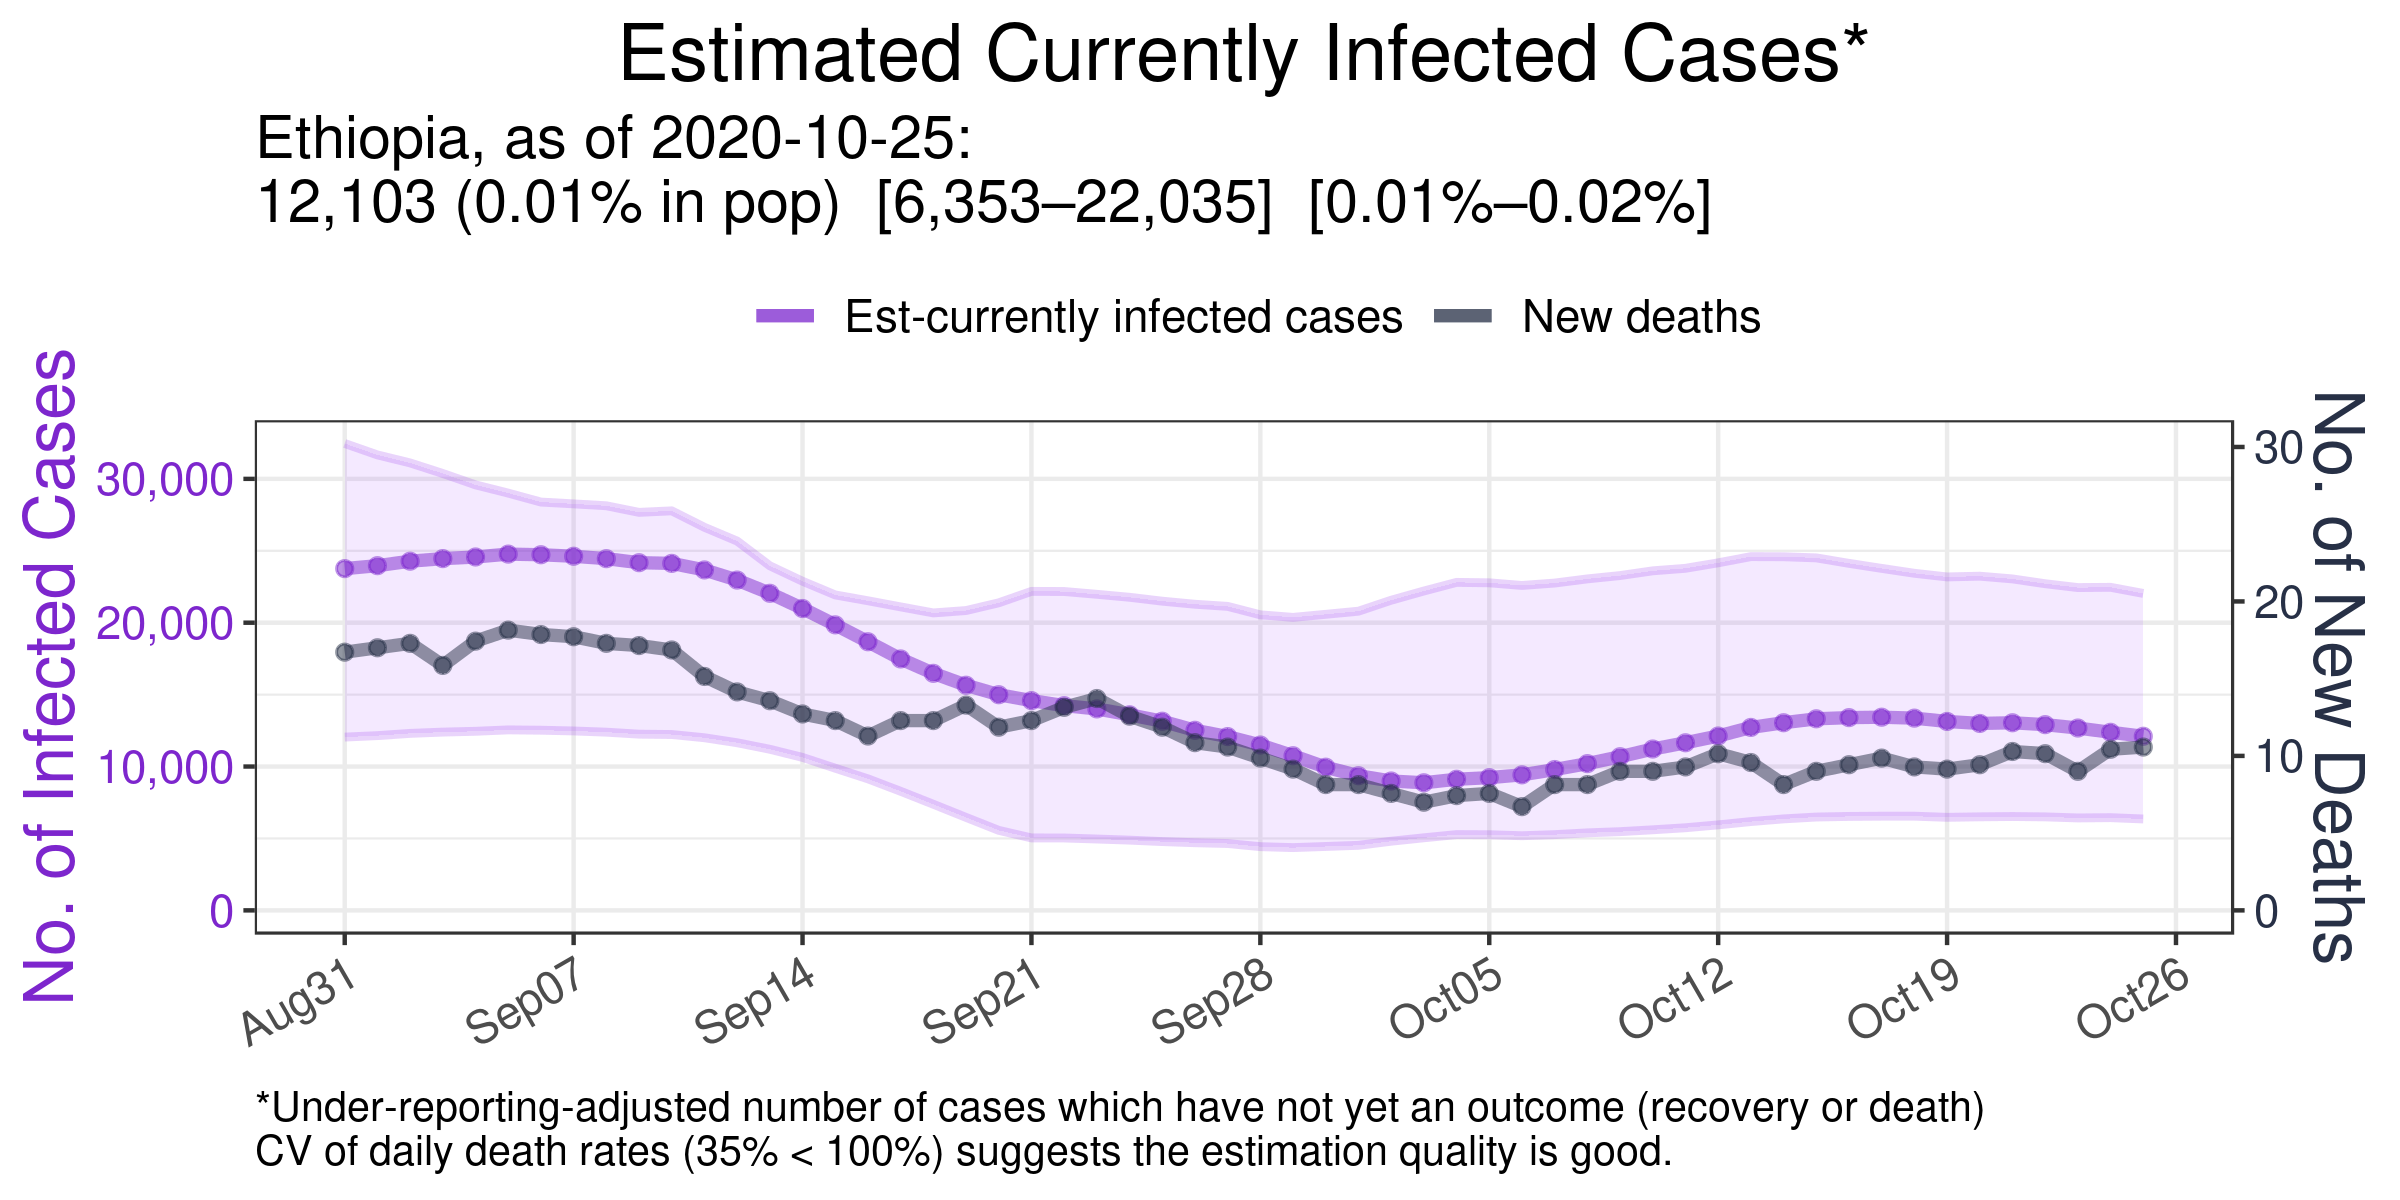 Estimated Currently Infected Cases*
Ethiopia, as of 2020-10-25:
12,103 (0.01% in pop)  [6,353–22,035]  [0.01%–0.02%]
Est-currently infected cases
New deaths
No. of Infected Cases
30,000
20,000
10,000
0
No. of New Deaths
30
20
10
0
Aug31
Sep07
Sep14
Sep21
Sep28
Oct05
Oct12
Oct19
Oct26
*Under-reporting-adjusted number of cases which have not yet an outcome (recovery or death)
CV of daily death rates (35% < 100%) suggests the estimation quality is good.